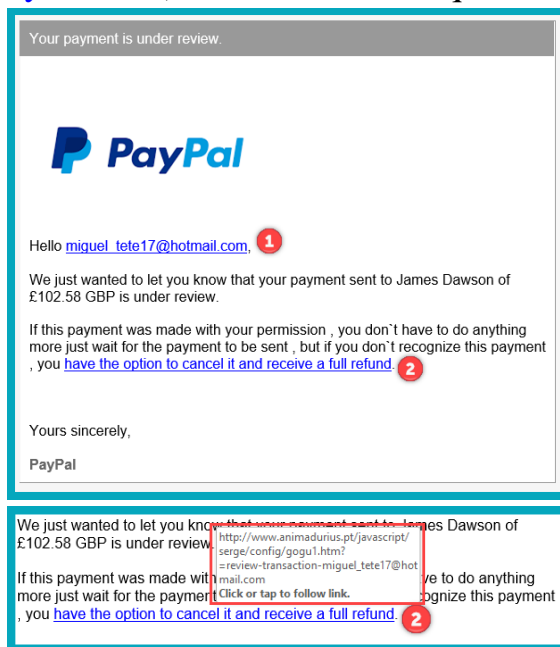 Your payment is under review.
PayPal
Hello miguel_tete17@hotmail.com,
1
We just wanted to let you know that your payment sent to James Dawson of
£102.58 GBP is under review.
If this payment was made with your permission , you don`t have to do anything
more just wait for the payment to be sent , but if you don`t recognize this payment
, you have the option to cancel it and receive a full refund.
2
Yours sincerely,
PayPal
We just wanted to let you know that your payment sent to James Dawson of
£102.58 GBP is under review
http://www.animadurius.pt/javascript/
serge/config/gogu1.htm?
=review-transaction-miguel_tete17@hot
mail.com
Click or tap to follow link.
If this payment was made with ve to do anything
more just wait for the payment ognize this payment
, you have the option to cancel it and receive a full refund.
2